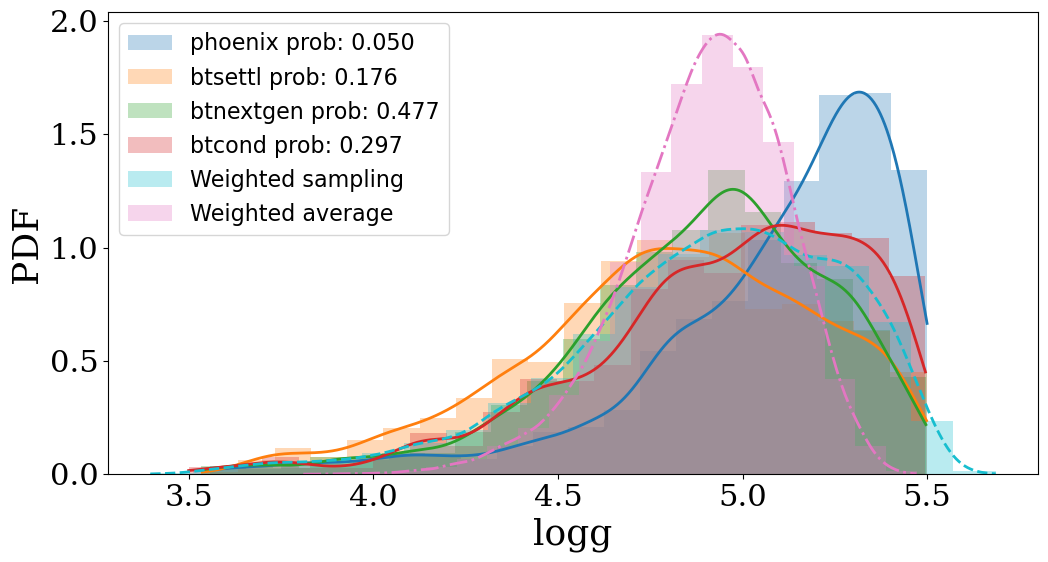 2.0
1.5
1.0
0.5
0.0
PDF
phoenix prob: 0.050
btsettl prob: 0.176
btnextgen prob: 0.477
btcond prob: 0.297
Weighted sampling
Weighted average
3.5 4.0 4.5 5.0 5.5
logg